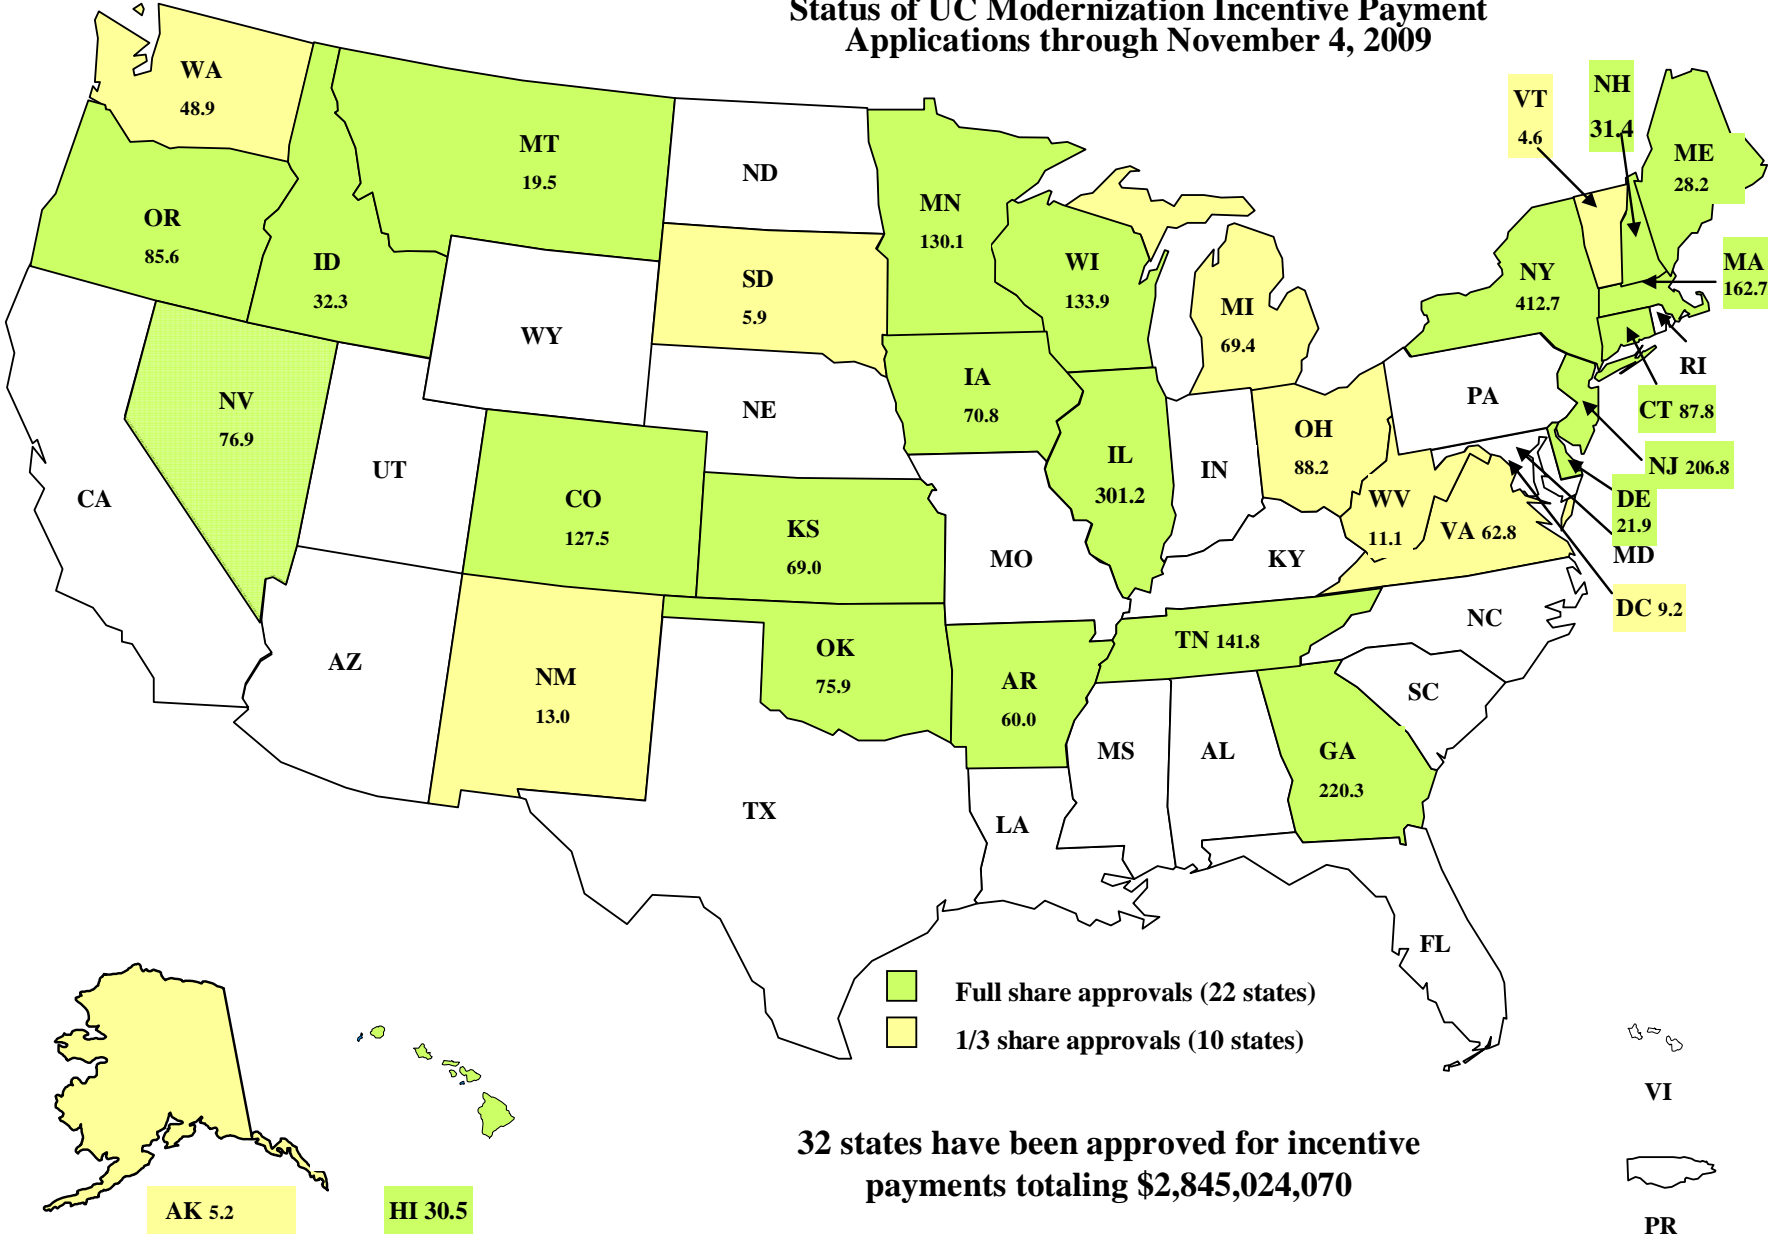 Status of UC Modernization Incentive Payment
Applications through November 4, 2009
WA
48.9
MT
19.5
ND
MN
130.1
VT
4.6
NH
31.4
ME
28.2
OR
85.6
ID
32.3
SD
5.9
WI
133.9
MI
69.4
NY
412.7
MA
162.7
WY
RI
NV
76.9
NE
IA
70.8
PA
CT 87.8
UT
CO
127.5
IL
301.2
IN
OH
88.2
NJ 206.8
CA
KS
69.0
MO
KY
WV
11.1
VA 62.8
DE
21.9
MD
DC 9.2
AZ
NM
13.0
OK
75.9
AR
60.0
TN 141.8
NC
SC
TX
LA
MS
AL
GA
220.3
FL
Full share approvals (22 states)
1/3 share approvals (10 states)
VI
32 states have been approved for incentive
payments totaling $2,845,024,070
AK 5.2
HI 30.5
PR